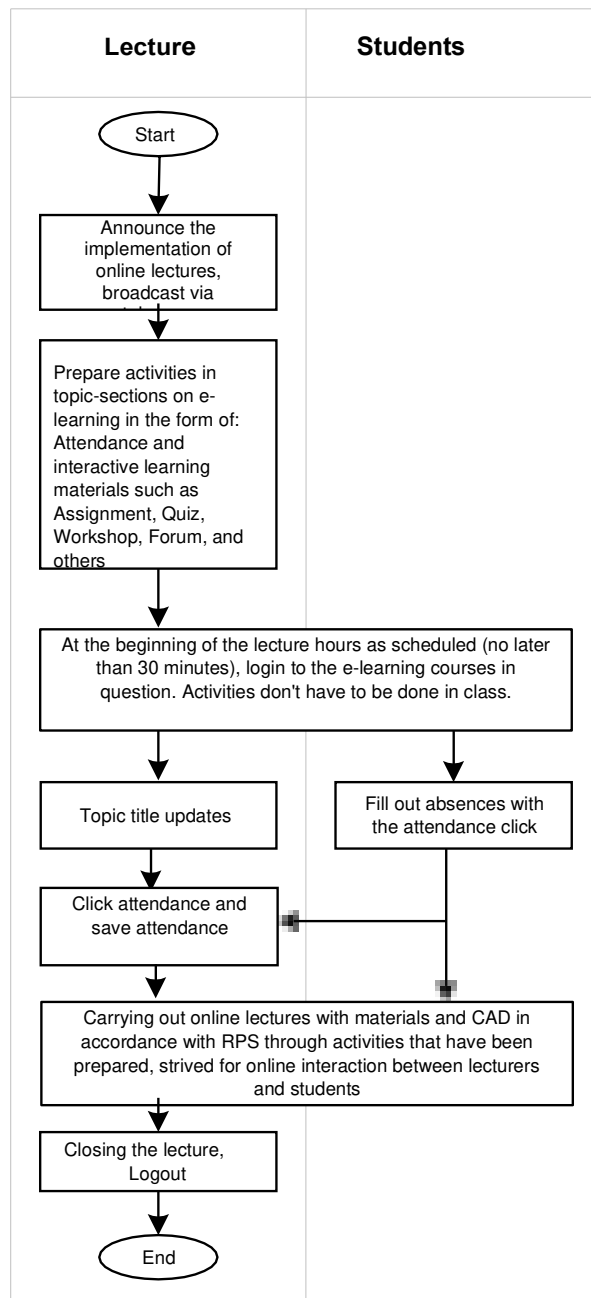 Lecture
Students
Start
Announce the
implementation of
online lectures,
broadcast via
Prepare activities in
topic-sections on e-
learning in the form of:
Attendance and
interactive learning
materials such as
Assignment, Quiz,
Workshop, Forum, and
others
At the beginning of the lecture hours as scheduled (no later
than 30 minutes), login to the e-learning courses in
question. Activities don't have to be done in class.
Topic title updates
Fill out absences with
the attendance click
Click attendance and
save attendance
Carrying out online lectures with materials and CAD in
accordance with RPS through activities that have been
prepared, strived for online interaction between lecturers
and students
Closing the lecture,
Logout
End